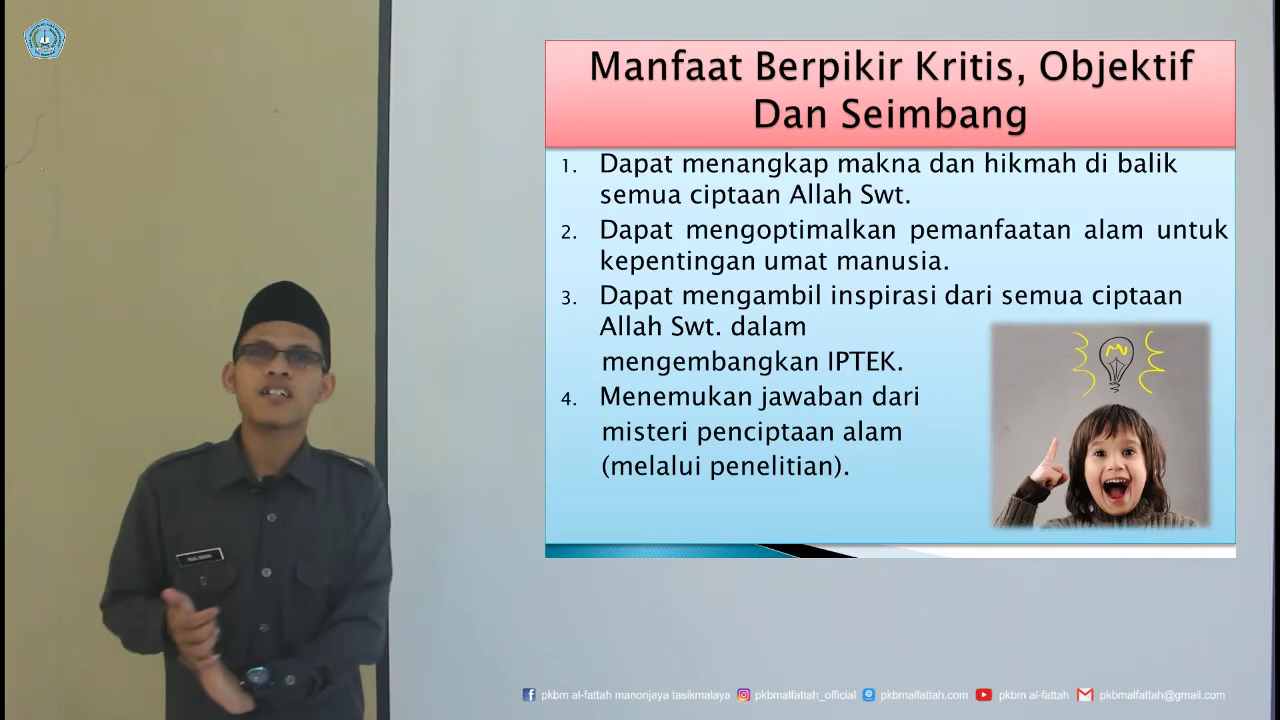 Manfaat Berpikir Kritis, Objektif
Dan Seimbang
1. Dapat menangkap makna dan hikmah di balik
semua ciptaan Allah Swt.
2. Dapat mengoptimalkan pemanfaatan alam untuk
kepentingan umat manusia.
3. Dapat mengambil inspirasi dari semua ciptaan
Allah Swt. dalam
mengembangkan IPTEK.
4. Menemukan jawaban dari
misteri penciptaan alam
(melalui penelitian).
pkbm al-fattah manonjaya tasikmalaya pkbmalfattah_official pkbmalfattah.com pkbm al-fattah pkbmalfattah@gmail.com